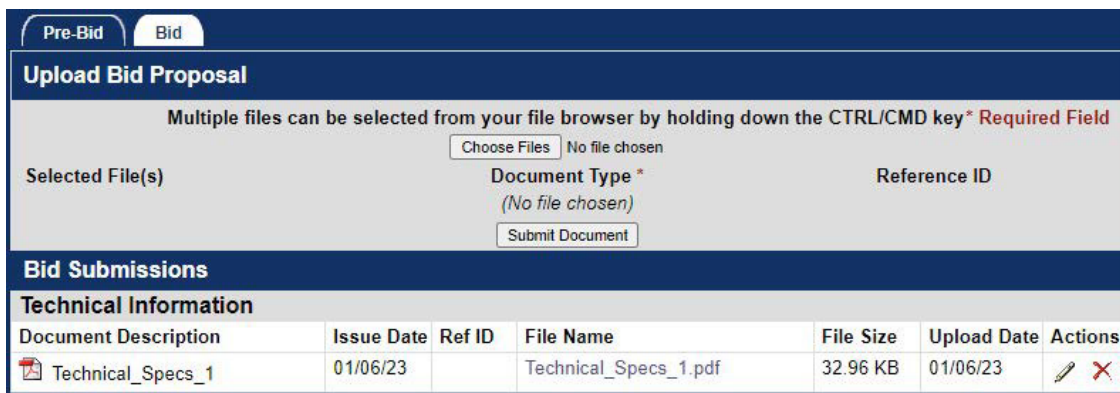 Pre-Bid Bid
Upload Bid Proposal
Multiple files can be selected from your file browser by holding down the CTRL/CMD key* Required Field
Choose Files No file chosen
Selected File(s) Document Type * Reference ID
(No file chosen)
Submit Document
Bid Submissions
Technical Information
Document Description Issue Date Ref ID File Name File Size Upload Date Actions
Technical_Specs_1 01/06/23 Technical_Specs_1.pdf 32.96 KB 01/06/23